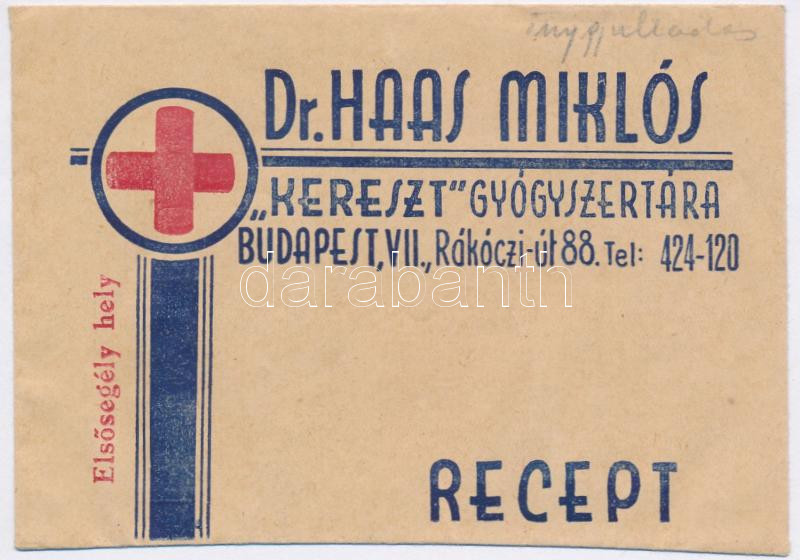 Dr. HAAS MIKLÓS
„KERESZT” GYÓGYSZERTÁRA
BUDAPEST, VII., Rákóczi-út 88. Tel: 424-120
darabanth
Elsősegély hely
RECEPT